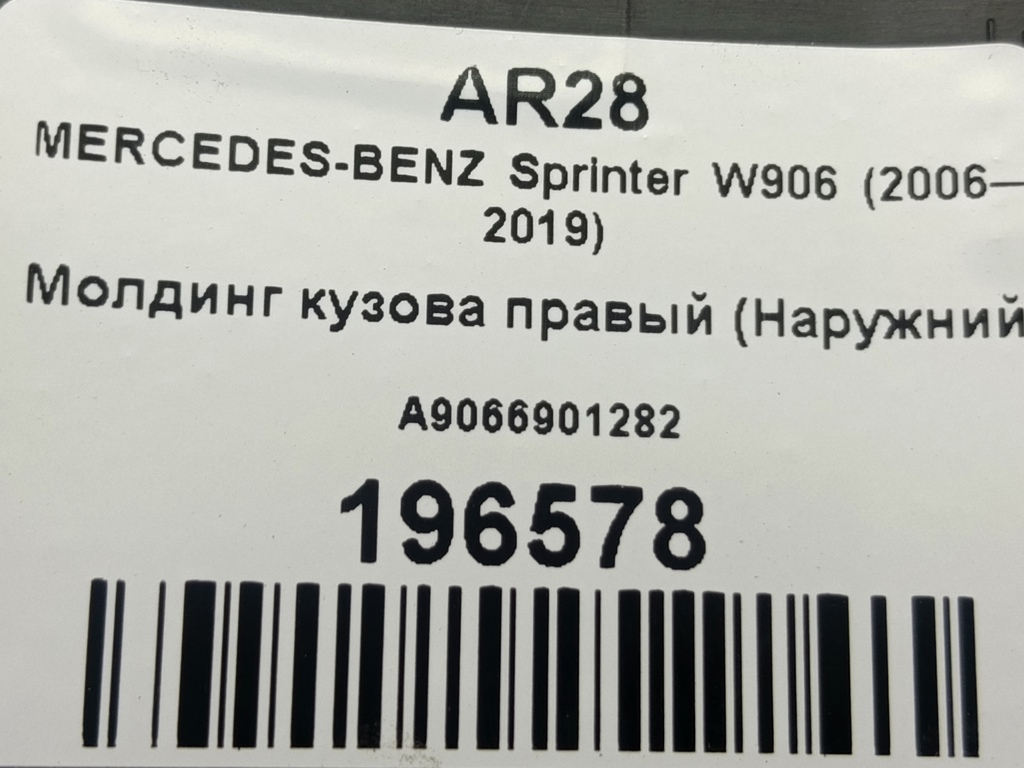 AR28
MERCEDES-BENZ Sprinter W906 (2006—
2019)
Молдинг кузова правый (Наружний
A9066901282
196578